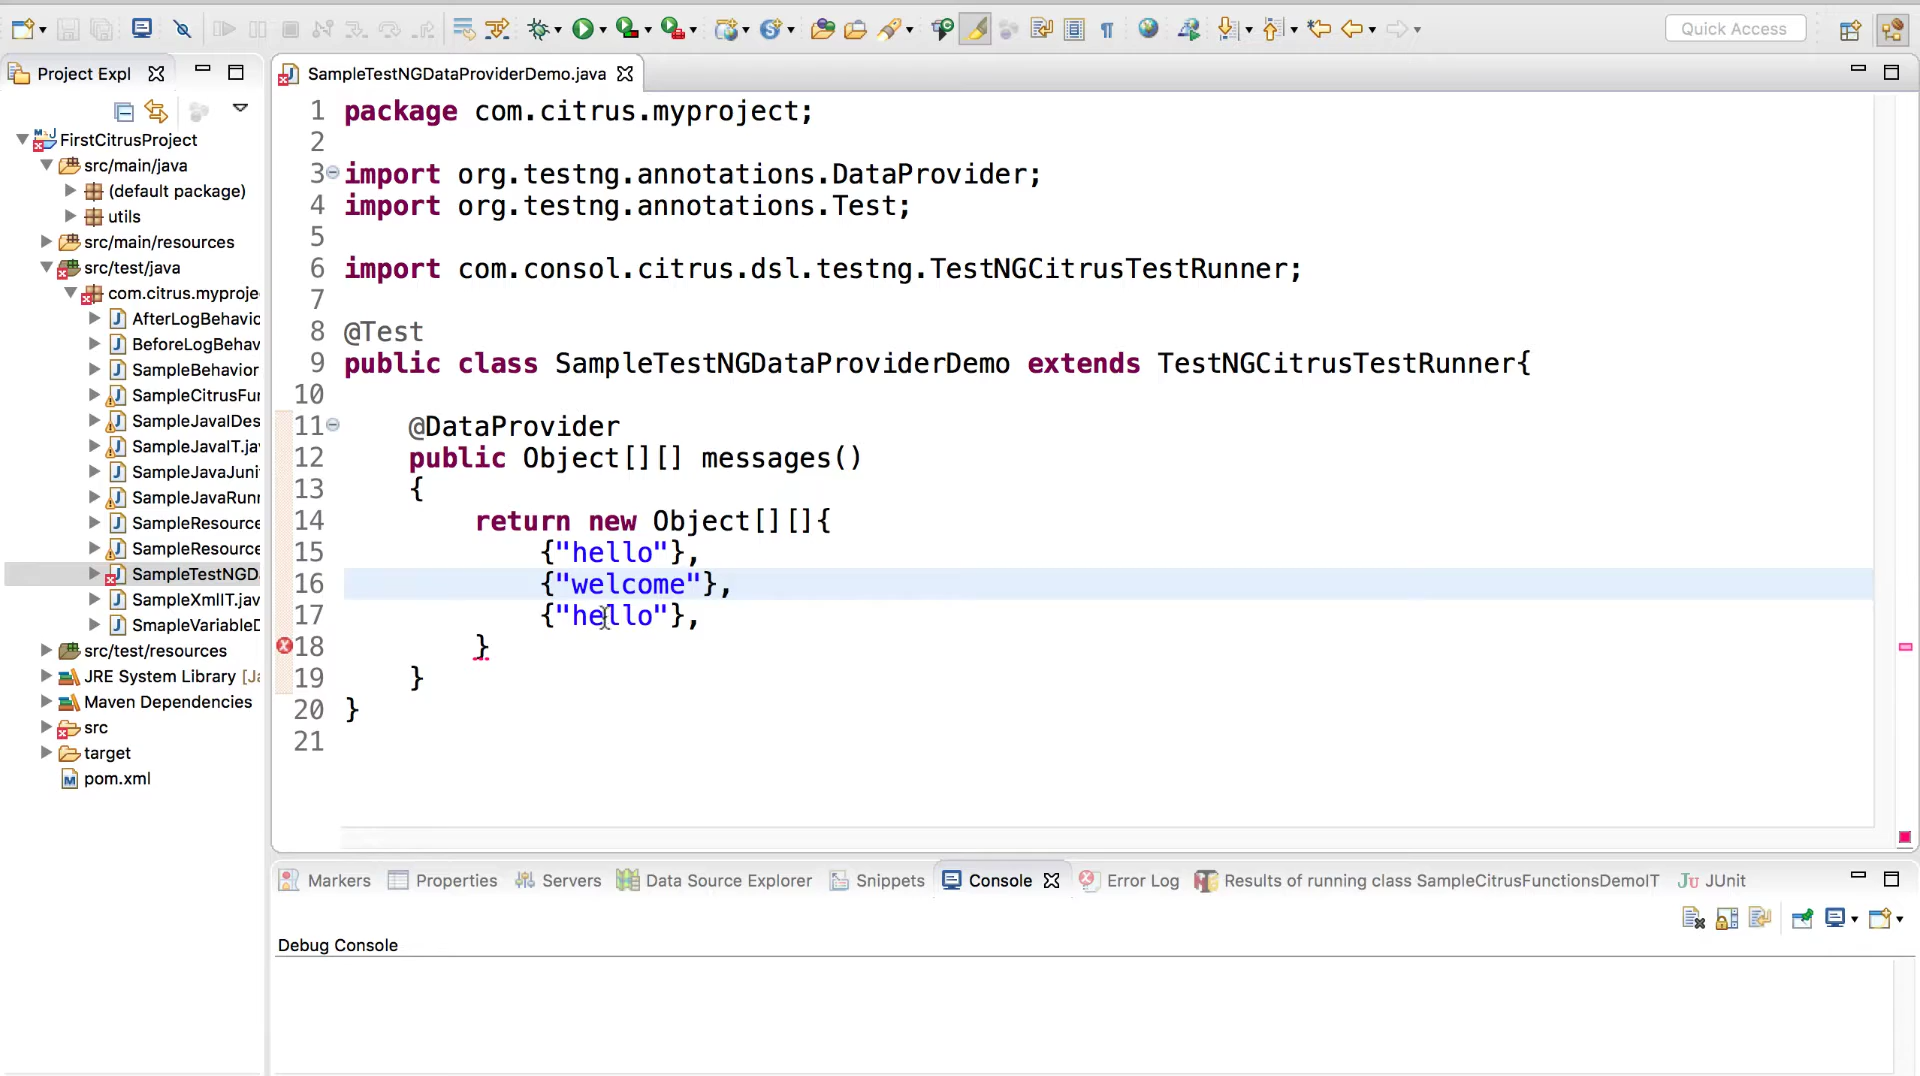 Quick Access
Project Expl
SampleTestNGDataProviderDemo.java
FirstCitrusProject
src/main/java
(default package)
utils
src/main/resources
src/test/java
com.citrus.myproje
AfterLogBehavio
BeforeLogBehav
SampleBehavior
SampleCitrusFun
SampleJavaIDes
SampleJavaIT.ja
SampleJavaJuni
SampleJavaRunn
SampleResource
SampleResource
SampleTestNGD
SampleXmlIT.jav
SmapleVariableD
src/test/resources
JRE System Library [Ja
Maven Dependencies
src
target
pom.xml
1 package com.citrus.myproject;
2
3 import org.testng.annotations.DataProvider;
4 import org.testng.annotations.Test;
5
6 import com.consol.citrus.dsl.testng.TestNGCitrusTestRunner;
7
8 @Test
9 public class SampleTestNGDataProviderDemo extends TestNGCitrusTestRunner{
10
11 @DataProvider
12 public Object[][] messages()
13 {
14 return new Object[][]{
15 {"hello"},
16 {"welcome"},
17 {"hello"},
18 }
19 }
20 }
21
Markers Properties Servers Data Source Explorer Snippets Console Error Log Results of running class SampleCitrusFunctionsDemoIT JUnit
Debug Console